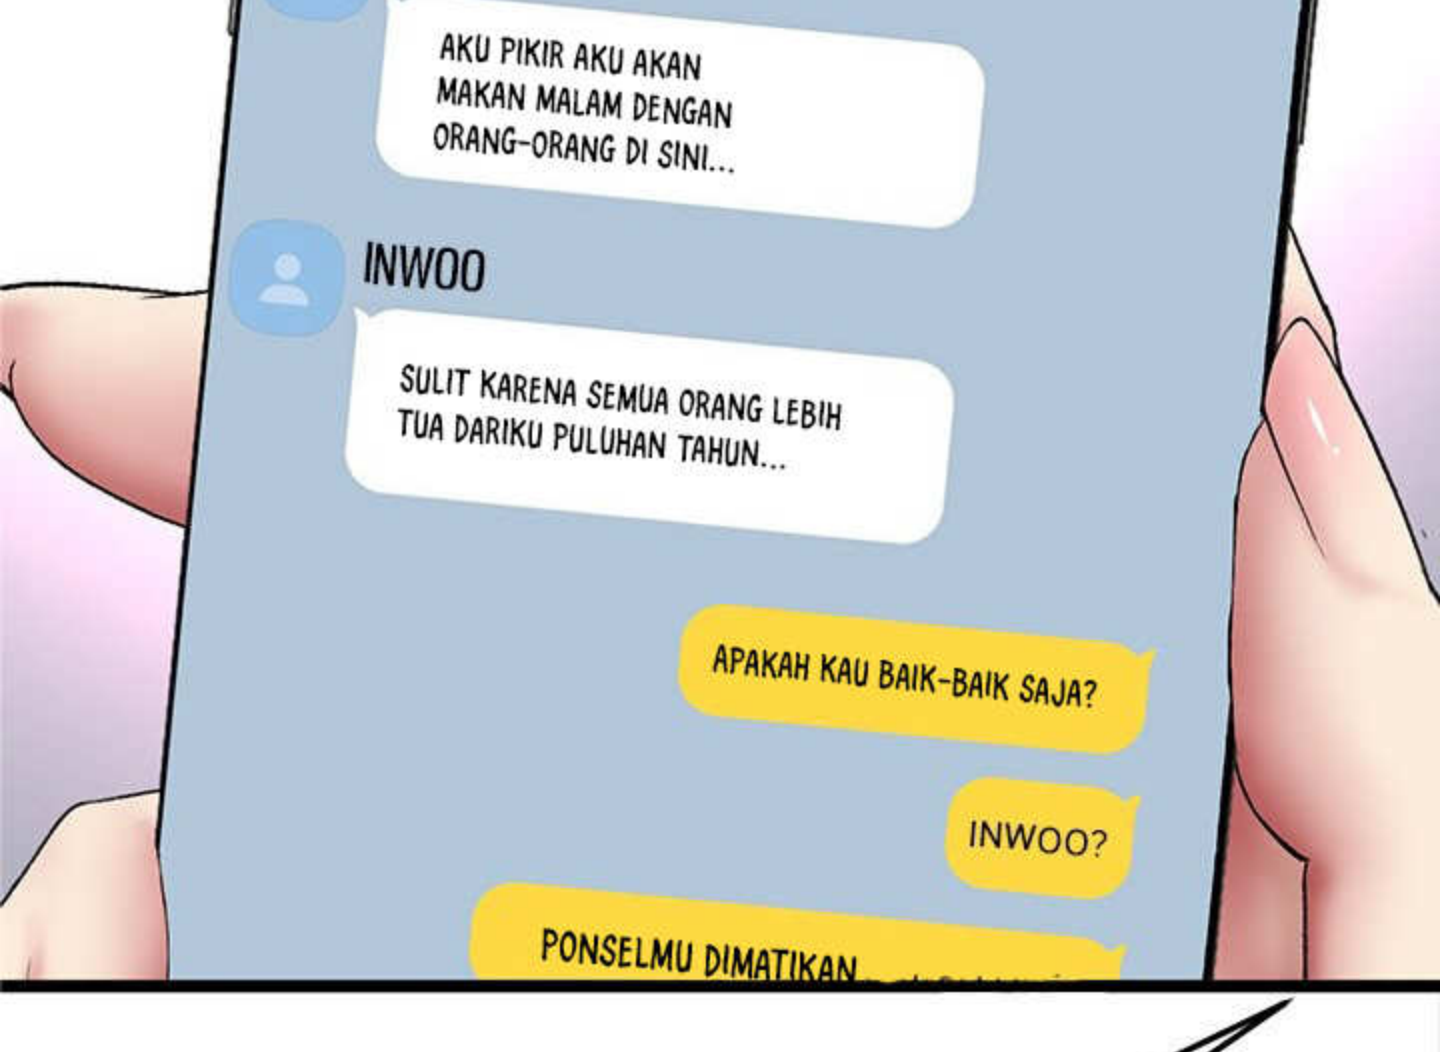 AKU PIKIR AKU AKAN
MAKAN MALAM DENGAN
ORANG-ORANG DI SINI...
INWOO
SULIT KARENA SEMUA ORANG LEBIH
TUA DARIKU PULUHAN TAHUN...
APAKAH KAU BAIK-BAIK SAJA?
INWOO?
PONSELMU DIMATIKAN